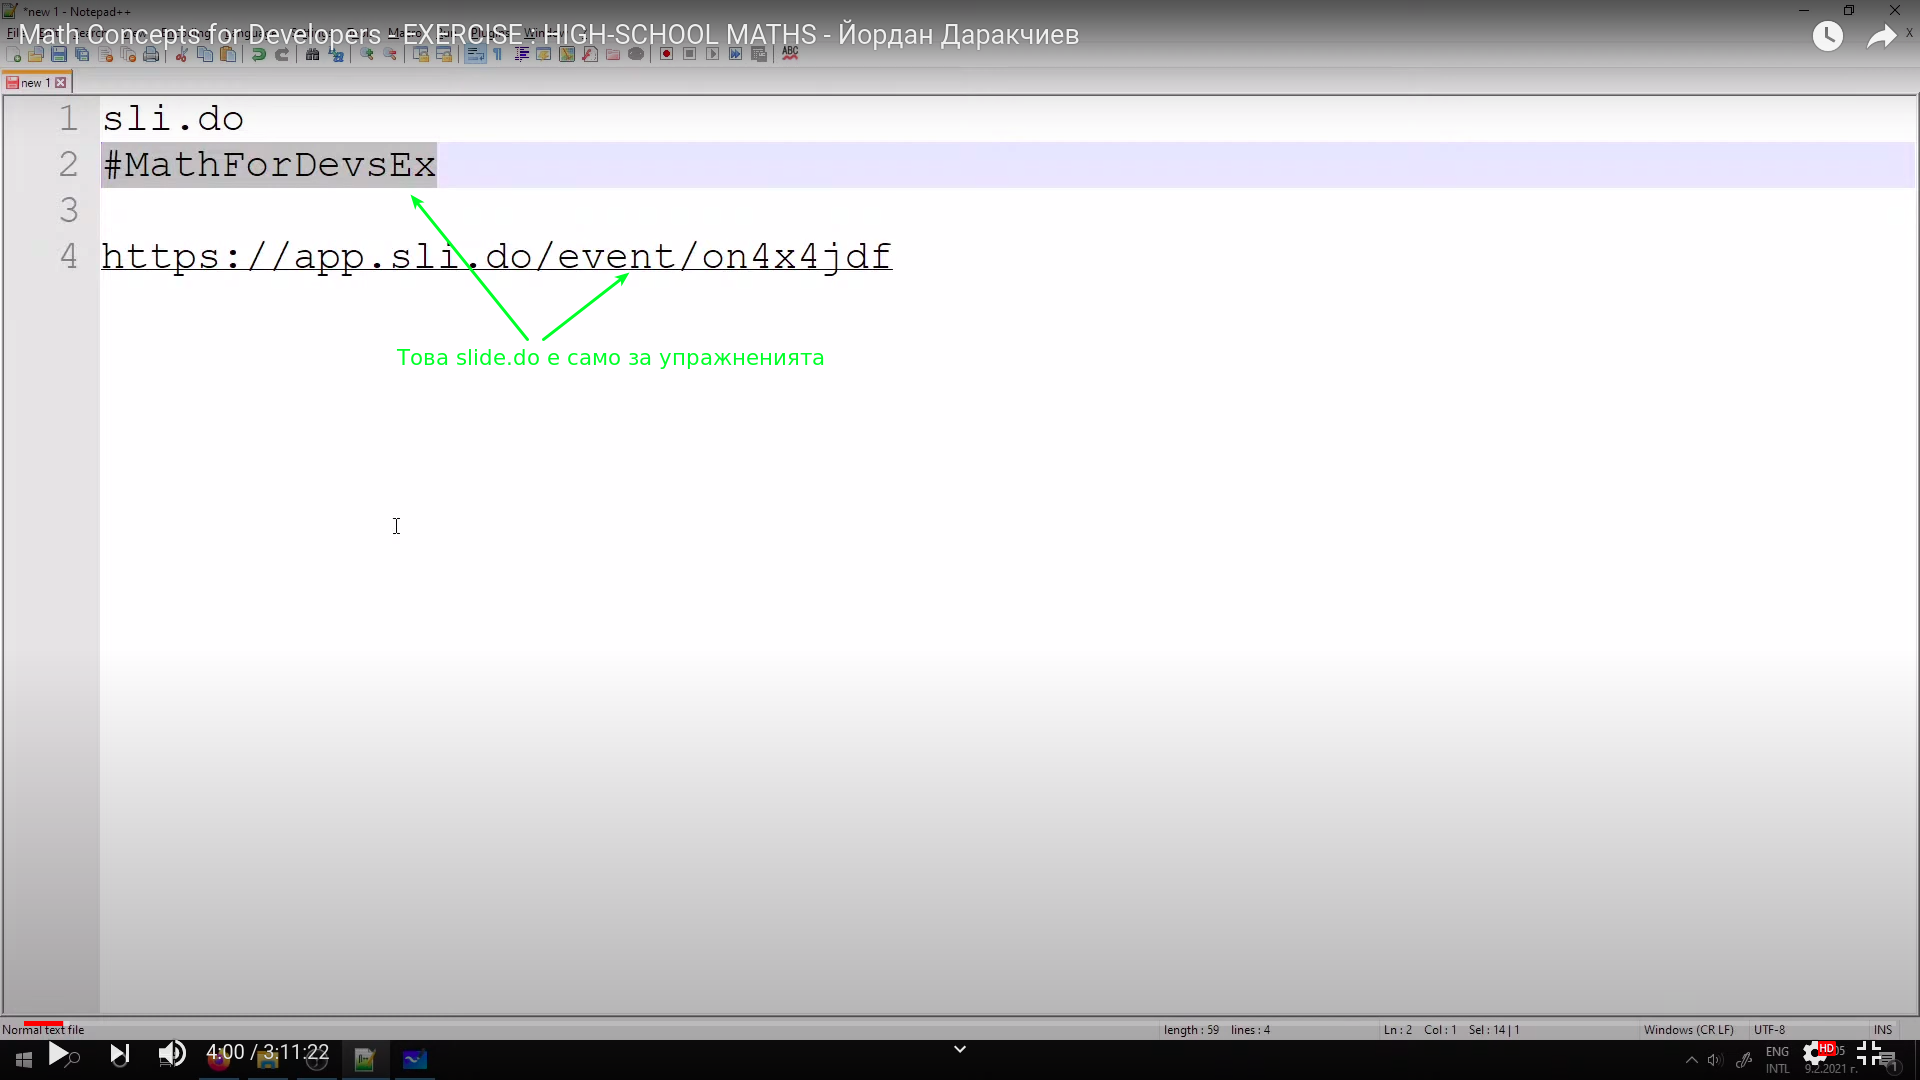 *new 1 - Notepad++
Math Concepts for Developers - EXERCISE : HIGH-SCHOOL MATHS - Йордан Даракчиев
new 1
1 sli.do
2 #MathForDevsEx
3
4 https://app.sli.do/event/on4x4jdf
Това slide.do е само за упражненията
Normal text file length : 59 lines : 4 Ln : 2 Col : 1 Sel : 14 | 1 Windows (CR LF) UTF-8 INS
4:00 / 3:11:22
HD
ENG
INTL 9.2.2021 г.
1